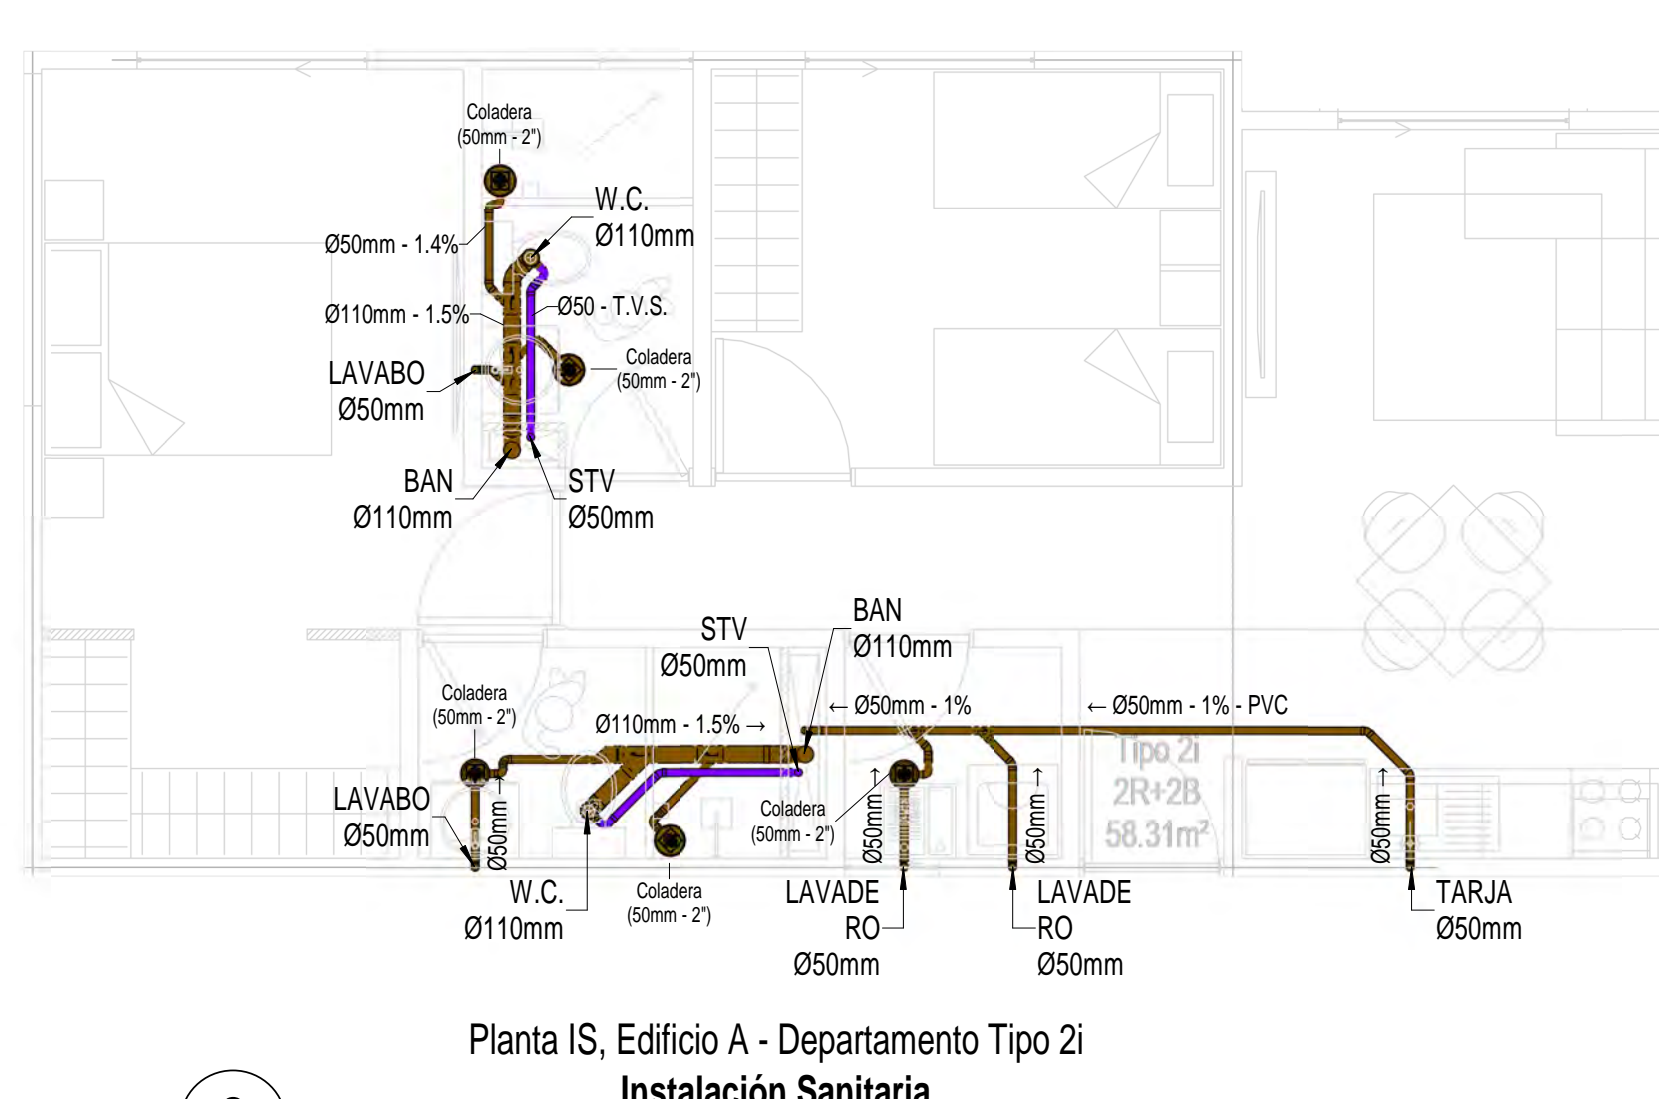 Coladera
(50mm - 2")
W.C.
Ø110mm
Ø50mm - 1.4%
Ø110mm - 1.5%
Ø50 - T.V.S.
LAVABO
Ø50mm
Coladera
(50mm - 2")
BAN
Ø110mm
STV
Ø50mm
STV
Ø50mm
BAN
Ø110mm
Coladera
(50mm - 2")
Ø110mm - 1.5% →
← Ø50mm - 1%
← Ø50mm - 1% - PVC
Tipo 2i
2R+2B
58.31m²
LAVABO
Ø50mm
Ø50mm →
Coladera
(50mm - 2")
Ø50mm →
Ø50mm →
Ø50mm →
W.C.
Ø110mm
Coladera
(50mm - 2")
LAVADE
RO
Ø50mm
LAVADE
RO
Ø50mm
TARJA
Ø50mm
Planta IS, Edificio A - Departamento Tipo 2i
Instalación Sanitaria